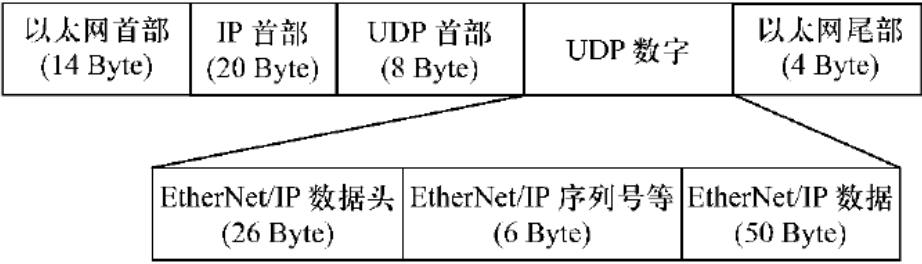 以太网首部 IP 首部 UDP 首部 UDP 数字 以太网尾部
(14 Byte) (20 Byte) (8 Byte) (4 Byte)
EtherNet/IP 数据头 EtherNet/IP 序列号等 EtherNet/IP 数据
(26 Byte) (6 Byte) (50 Byte)